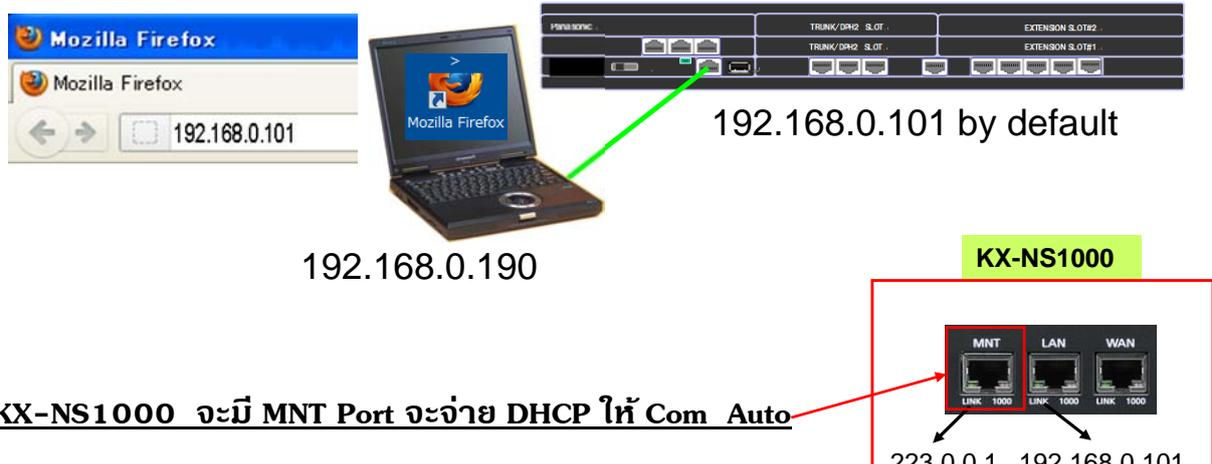 Mozilla Firefox
Mozilla Firefox
192.168.0.101
>
Mozilla Firefox
Panasonic
TRUNK/DPH2 SLOT
EXTENSION SLOT#2
TRUNK/DPH2 SLOT
EXTENSION SLOT#1
192.168.0.101 by default
192.168.0.190
KX-NS1000
MNT LAN WAN
LINK 1000 LINK 1000 LINK 1000
KX-NS1000 จะมี MNT Port จะจ่าย DHCP ให้ Com Auto
223.0.0.1 192.168.0.101